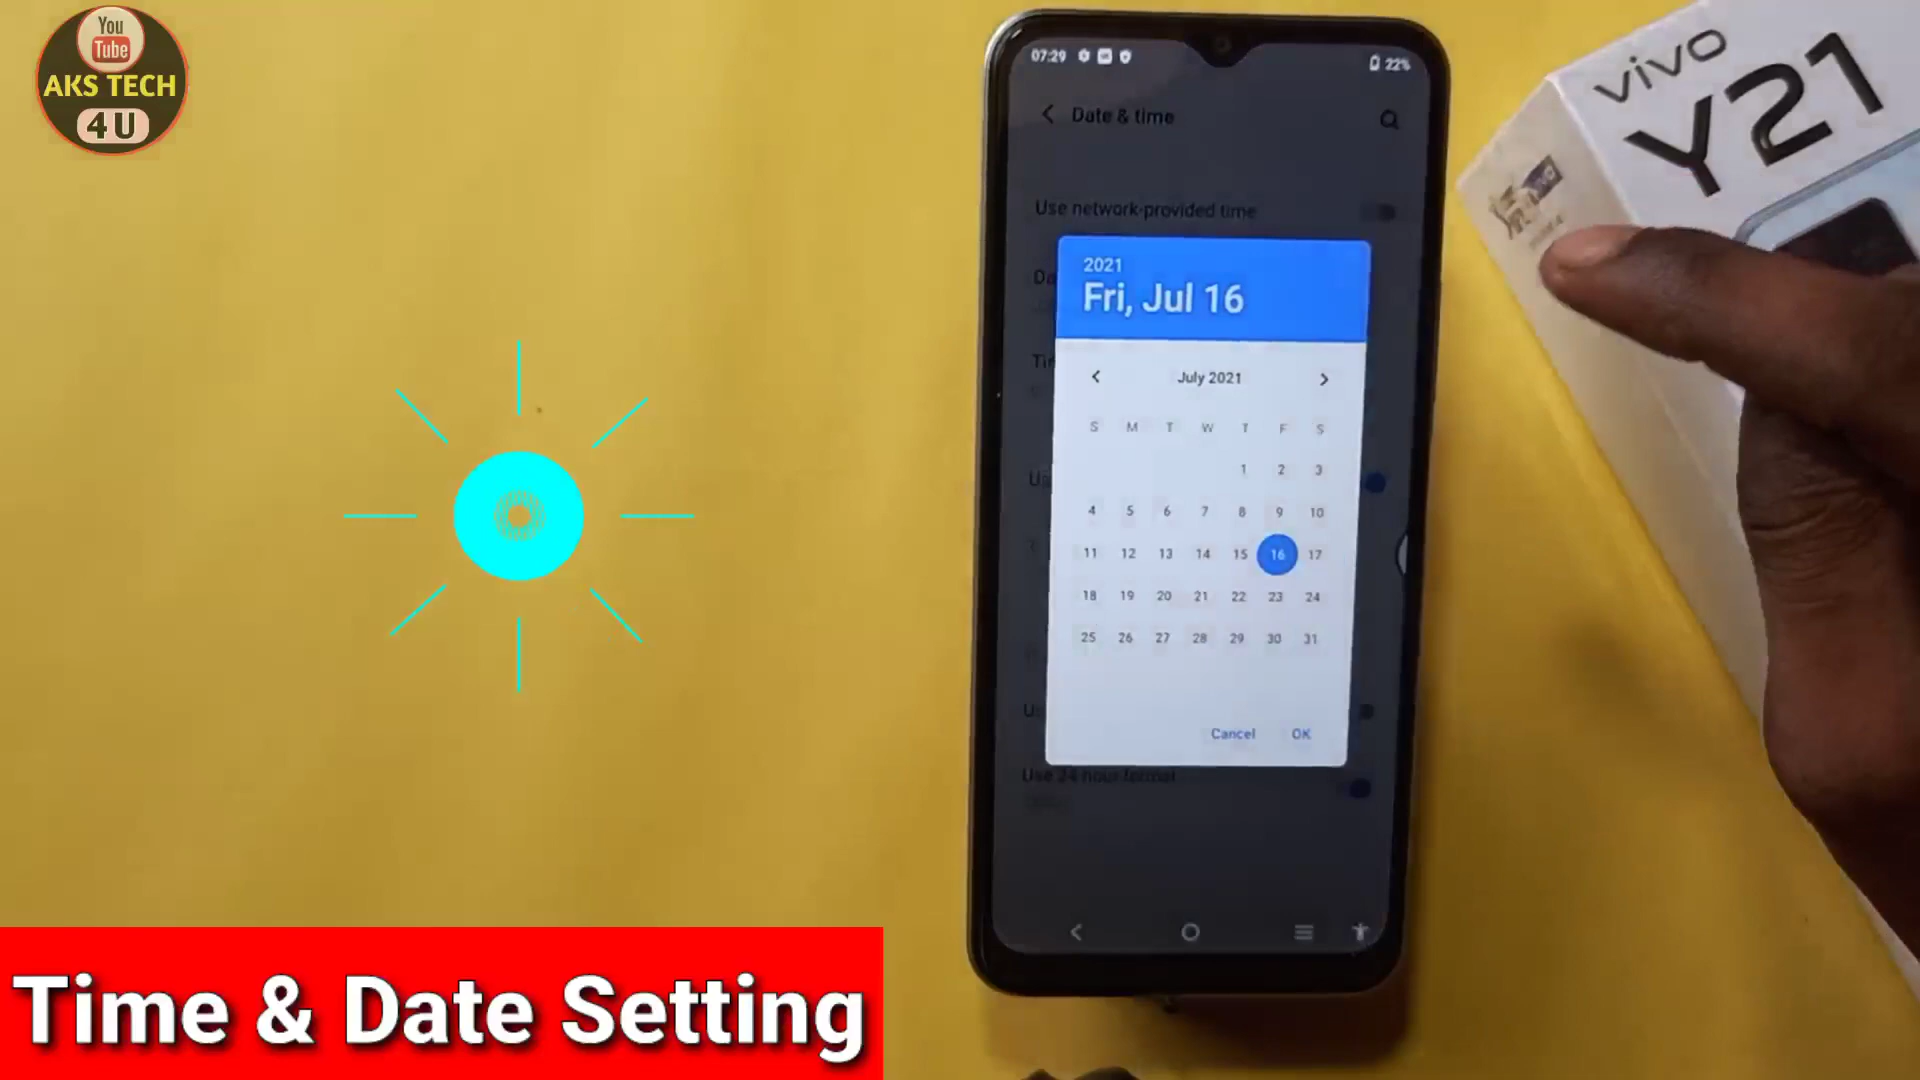 You
Tube
AKS TECH
4 U
07:29
22%
Date & time
Use network-provided time
2021
Fri, Jul 16
July 2021
S M T W T F S
1 2 3
4 5 6 7 8 9 10
11 12 13 14 15 16 17
18 19 20 21 22 23 24
25 26 27 28 29 30 31
Cancel OK
Use 24 hour format
vivo
Y21
Time & Date Setting